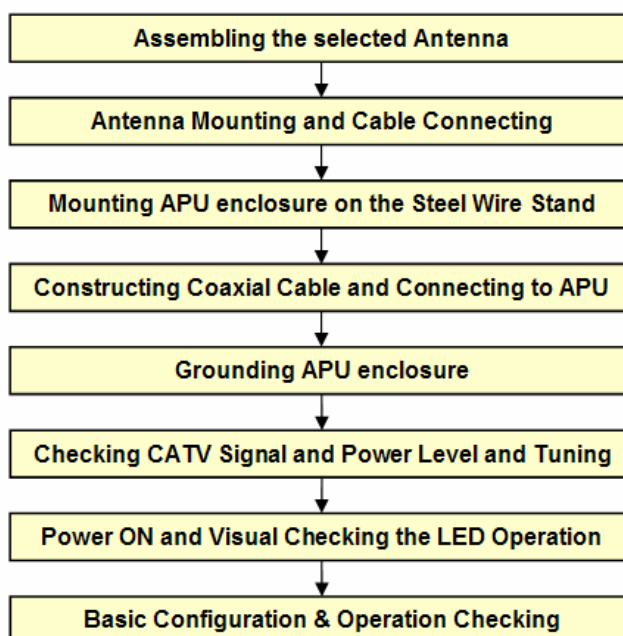 Assembling the selected Antenna
Antenna Mounting and Cable Connecting
Mounting APU enclosure on the Steel Wire Stand
Constructing Coaxial Cable and Connecting to APU
Grounding APU enclosure
Checking CATV Signal and Power Level and Tuning
Power ON and Visual Checking the LED Operation
Basic Configuration & Operation Checking